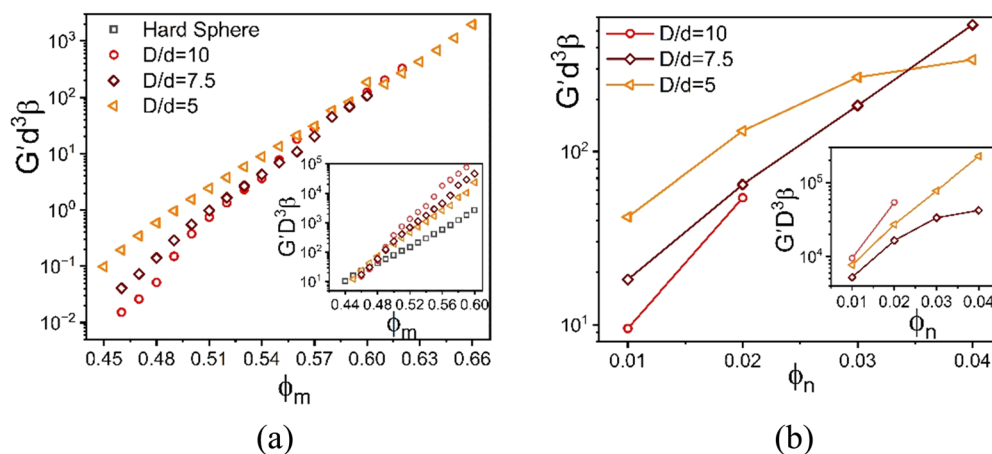 G'd³β
10³
10²
10¹
10⁰
10⁻¹
10⁻²
Hard Sphere
D/d=10
D/d=7.5
D/d=5
G'D³β
10⁵
10⁴
10³
10²
10¹
0.44 0.48 0.52 0.56 0.60
ϕm
0.45 0.48 0.51 0.54 0.57 0.60 0.63 0.66
ϕm
(a)
G'd³β
10²
10¹
D/d=10
D/d=7.5
D/d=5
G'D³β
10⁵
10⁴
0.01 0.02 0.03 0.04
ϕn
0.01 0.02 0.03 0.04
ϕn
(b)